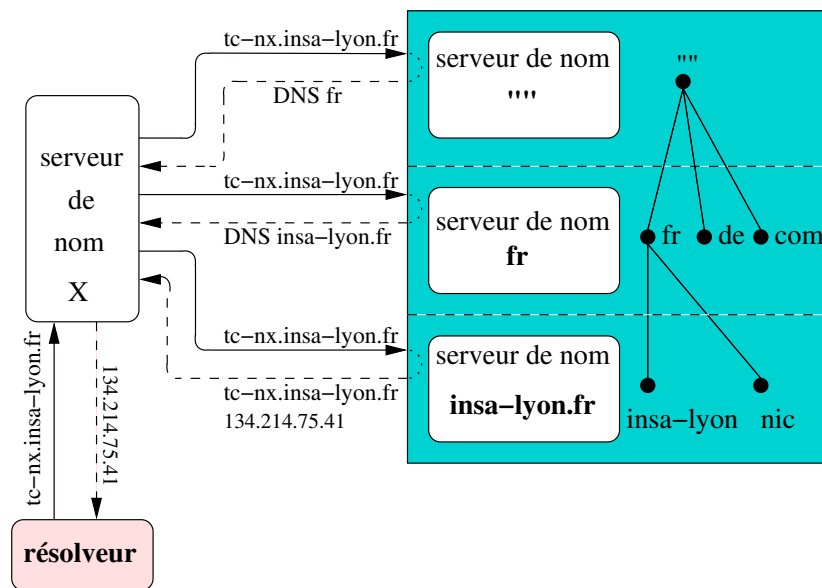 tc−nx.insa−lyon.fr
DNS fr
serveur de nom
""
""
serveur
de
nom
X
tc−nx.insa−lyon.fr
DNS insa−lyon.fr
serveur de nom
fr
fr
de
com
tc−nx.insa−lyon.fr
tc−nx.insa−lyon.fr
134.214.75.41
serveur de nom
insa−lyon.fr
insa−lyon
nic
tc−nx.insa−lyon.fr
134.214.75.41
résolveur